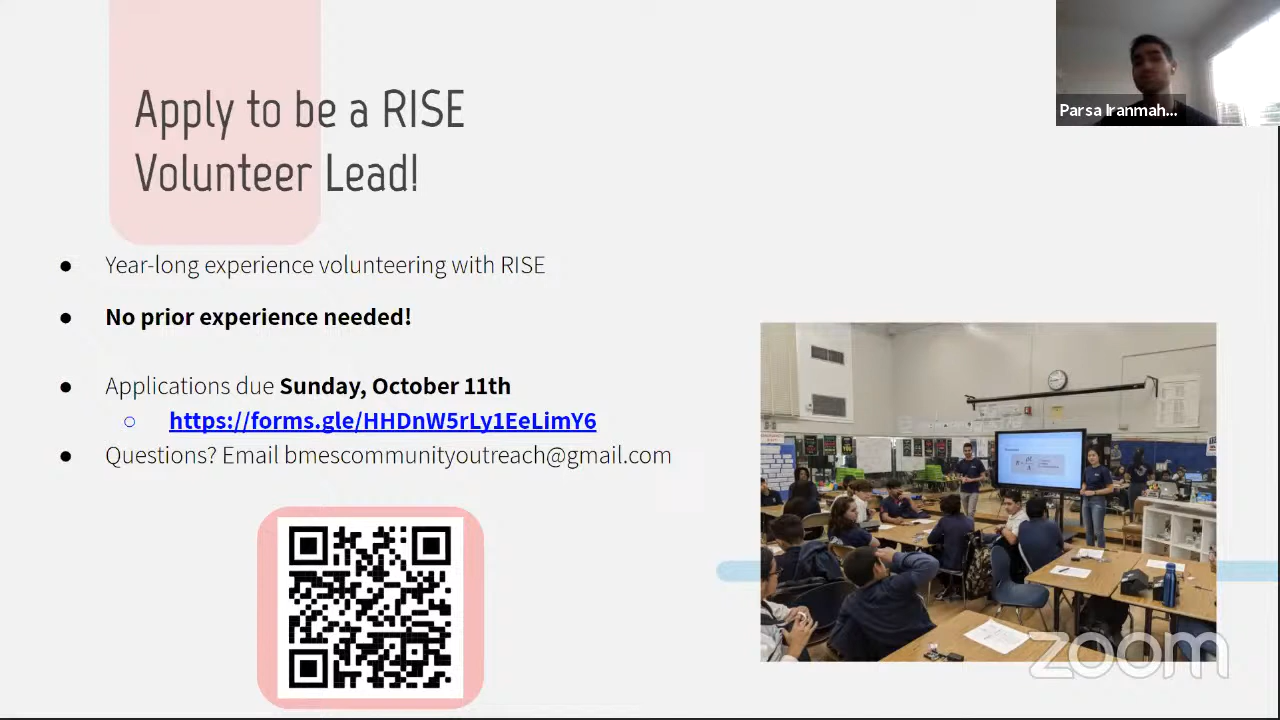 Apply to be a RISE
Volunteer Lead!
Parsa Iranmah...
● Year-long experience volunteering with RISE
● No prior experience needed!
● Applications due Sunday, October 11th
○ https://forms.gle/HHDnW5rLy1EeLimY6
● Questions? Email bmescommunityoutreach@gmail.com
zoom